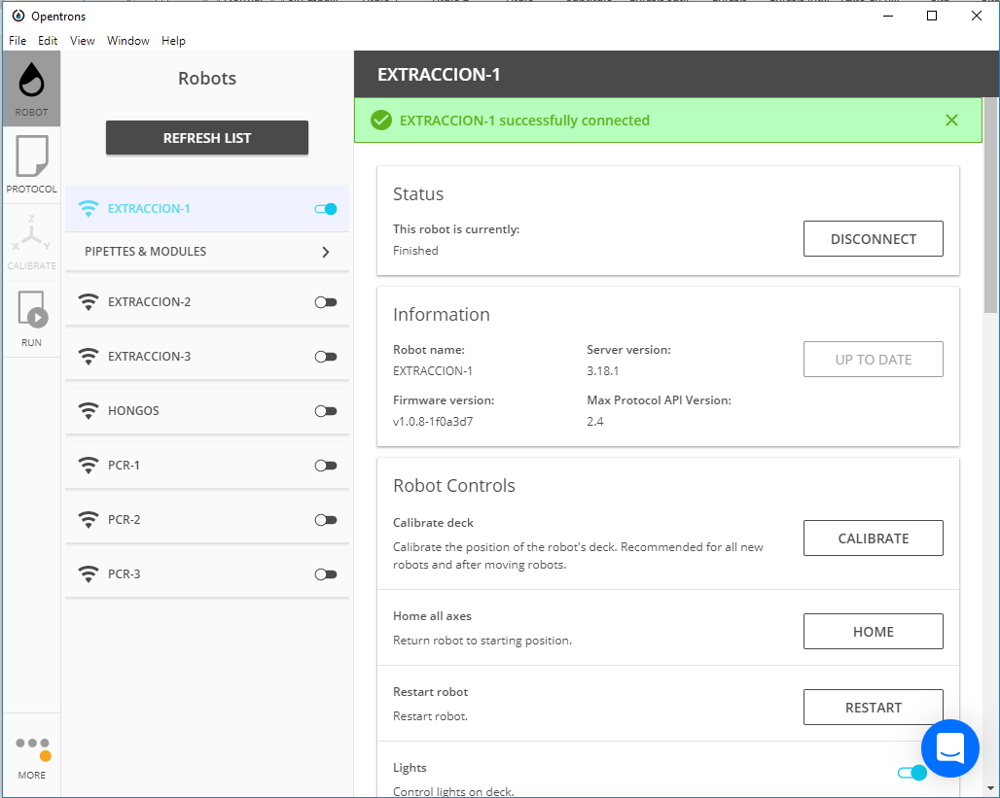 Opentrons
File Edit View Window Help
ROBOT
PROTOCOL
Z
X Y
CALIBRATE
RUN
MORE
Robots
REFRESH LIST
EXTRACCION-1
PIPETTES & MODULES
EXTRACCION-2
EXTRACCION-3
HONGOS
PCR-1
PCR-2
PCR-3
EXTRACCION-1
EXTRACCION-1 successfully connected
Status
This robot is currently:
Finished
DISCONNECT
Information
Robot name:
EXTRACCION-1
Server version:
3.18.1
UP TO DATE
Firmware version:
v1.0.8-1f0a3d7
Max Protocol API Version:
2.4
Robot Controls
Calibrate deck
Calibrate the position of the robot's deck. Recommended for all new
robots and after moving robots.
CALIBRATE
Home all axes
Return robot to starting position.
HOME
Restart robot
Restart robot.
RESTART
Lights
Control lights on deck.